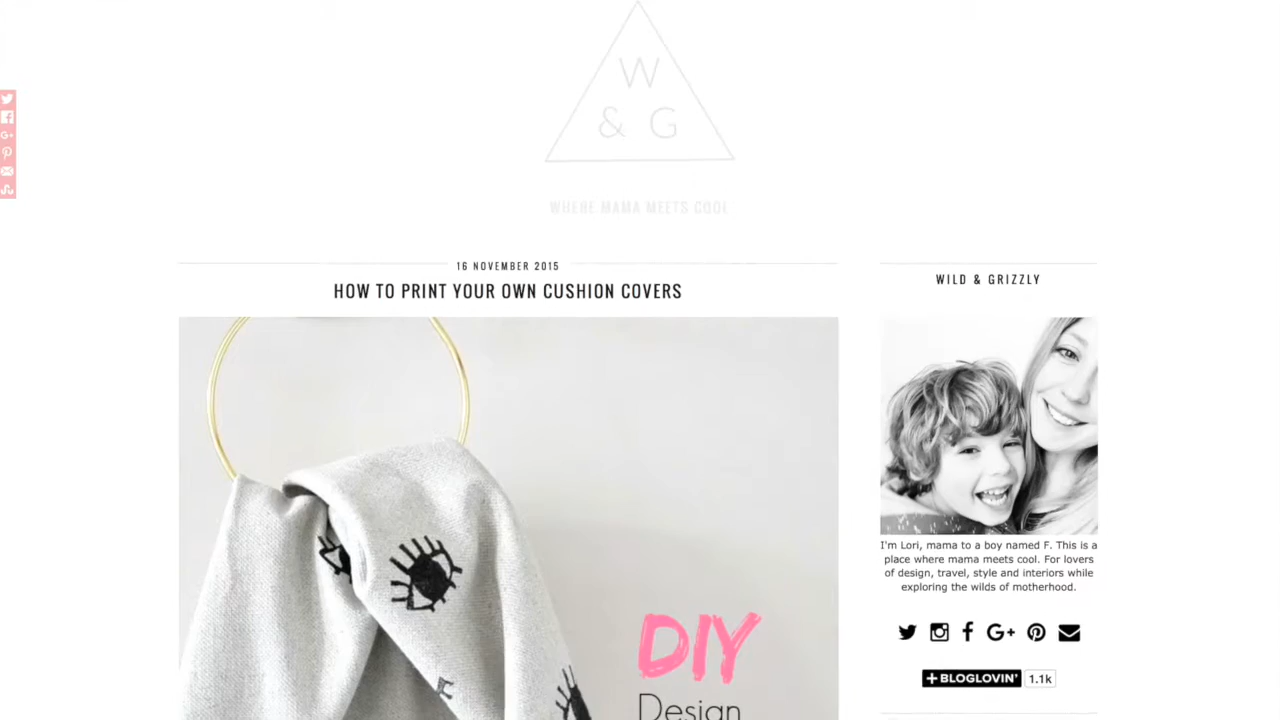 W
& G
WHERE MAMA MEETS COOL
16 NOVEMBER 2015
HOW TO PRINT YOUR OWN CUSHION COVERS
DIY
Design
WILD & GRIZZLY
I'm Lori, mama to a boy named F. This is a
place where mama meets cool. For lovers
of design, travel, style and interiors while
exploring the wilds of motherhood.
+ BLOGLOVIN' 1.1k